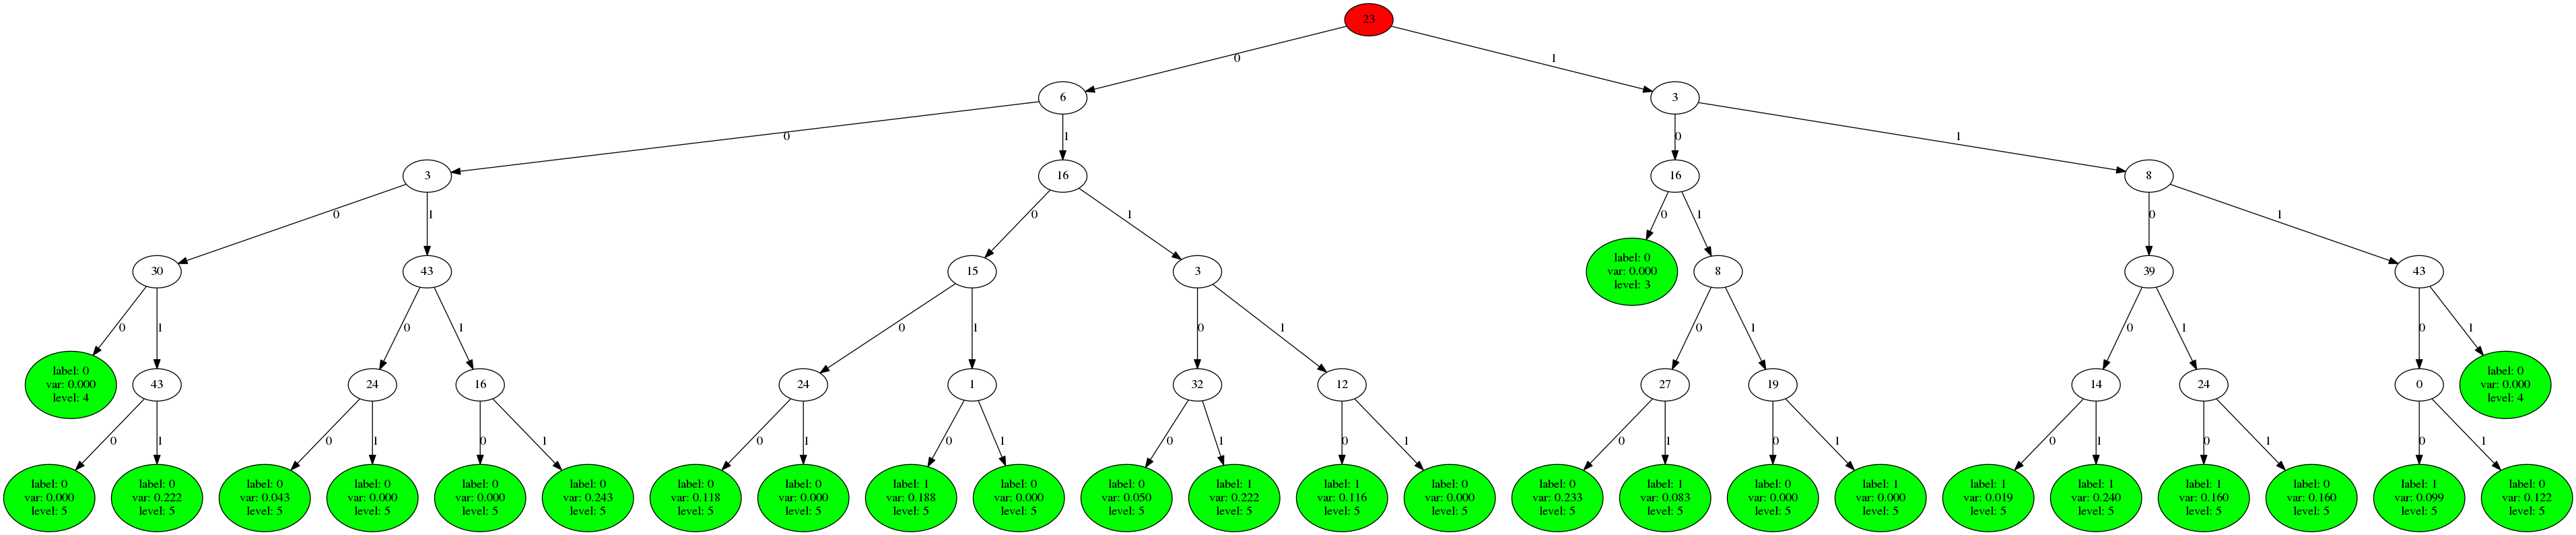 23
0
1
6
3
0
1
0
1
3
16
16
8
0
1
0
1
0
1
0
1
30
43
15
3
label: 0
var: 0.000
level: 3
8
39
43
0
1
0
1
0
1
0
1
0
1
0
1
0
1
label: 0
var: 0.000
level: 4
43
24
16
24
1
32
12
27
19
14
24
0
label: 0
var: 0.000
level: 4
0
1
0
1
0
1
0
1
0
1
0
1
0
1
0
1
0
1
0
1
0
1
0
1
label: 0
var: 0.000
level: 5
label: 0
var: 0.222
level: 5
label: 0
var: 0.043
level: 5
label: 0
var: 0.000
level: 5
label: 0
var: 0.000
level: 5
label: 0
var: 0.243
level: 5
label: 0
var: 0.118
level: 5
label: 0
var: 0.000
level: 5
label: 1
var: 0.188
level: 5
label: 0
var: 0.000
level: 5
label: 0
var: 0.050
level: 5
label: 1
var: 0.222
level: 5
label: 1
var: 0.116
level: 5
label: 0
var: 0.000
level: 5
label: 0
var: 0.233
level: 5
label: 1
var: 0.083
level: 5
label: 0
var: 0.000
level: 5
label: 1
var: 0.000
level: 5
label: 1
var: 0.019
level: 5
label: 1
var: 0.240
level: 5
label: 1
var: 0.160
level: 5
label: 0
var: 0.160
level: 5
label: 1
var: 0.099
level: 5
label: 0
var: 0.122
level: 5